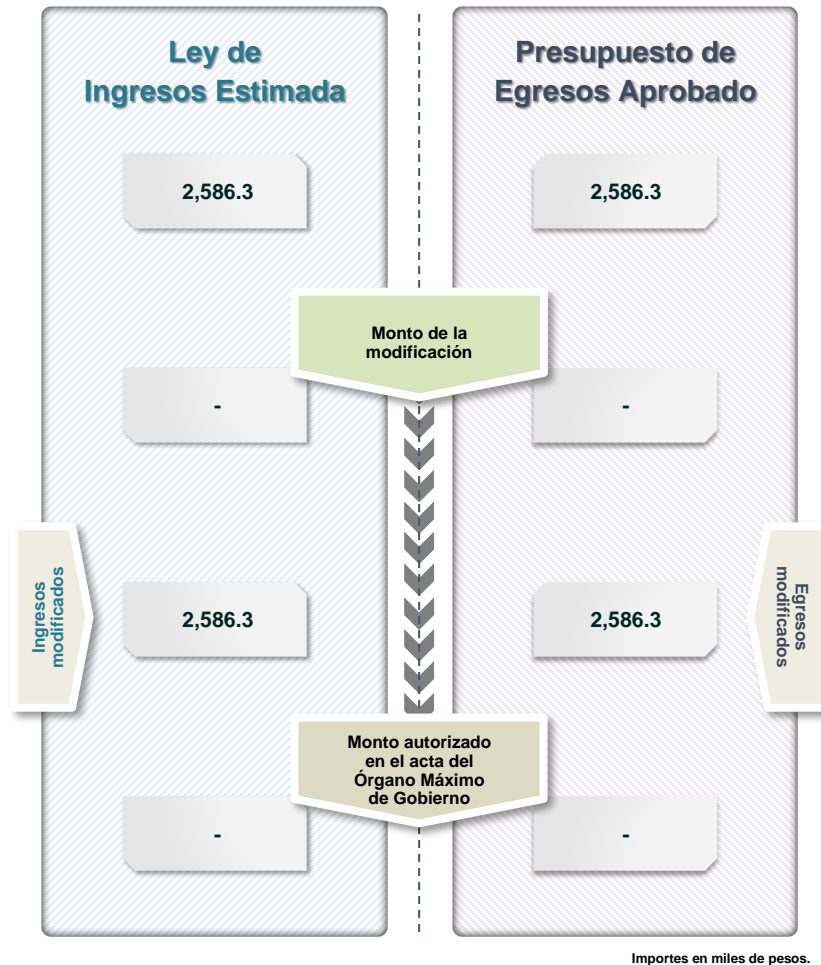 Ley de
Ingresos Estimada
Presupuesto de
Egresos Aprobado
2,586.3
2,586.3
Monto de la
modificación
-
-
Ingresos
modificados
2,586.3
2,586.3
Egresos
modificados
Monto autorizado
en el acta del
Órgano Máximo
de Gobierno
-
-
Importes en miles de pesos.